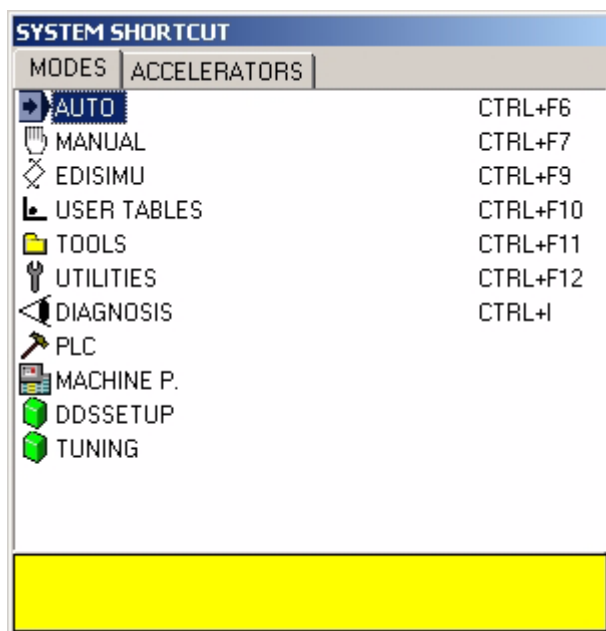 SYSTEM SHORTCUT
MODES ACCELERATORS
AUTO CTRL+F6
MANUAL CTRL+F7
EDISIMU CTRL+F9
USER TABLES CTRL+F10
TOOLS CTRL+F11
UTILITIES CTRL+F12
DIAGNOSIS CTRL+I
PLC
MACHINE P.
DDSSETUP
TUNING